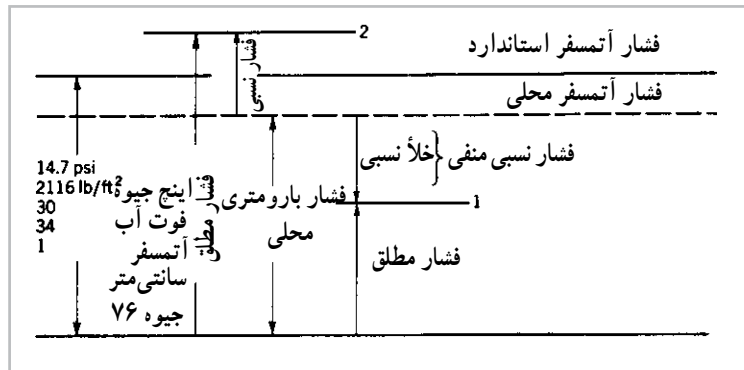 2
فشار آتمسفر استاندارد
فشار نسبی
فشار آتمسفر محلی
فشار نسبی منفی } خلأ نسبی
14.7 psi
2116 lb/ft²
30
34
1
اینچ جیوه
فوت آب
آتمسفر
سانتی‌متر
جیوه ۷۶
فشار مطلق
فشار بارومتری
محلی
1
فشار مطلق